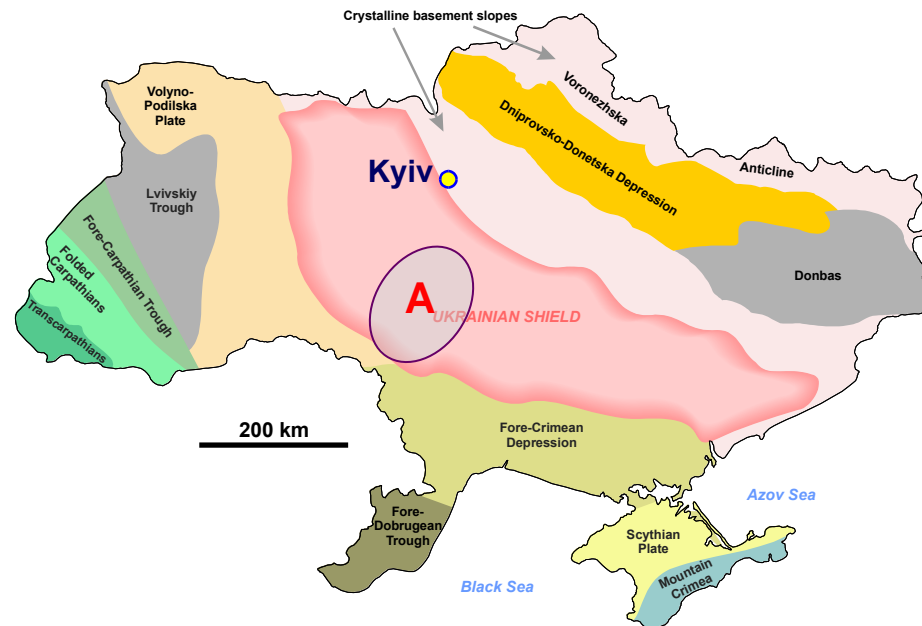 Crystalline basement slopes
Volyno-
Podilska
Plate
Voronezhska
Dniprovsko-Donetska Depression
Anticline
Kyiv
Lvivskiy
Trough
Fore-Carpathian Trough
Folded
Carpathians
Transcarpathians
Donbas
A
UKRAINIAN SHIELD
200 km
Fore-Crimean
Depression
Azov Sea
Fore-
Dobrugean
Trough
Scythian
Plate
Mountain
Crimea
Black Sea